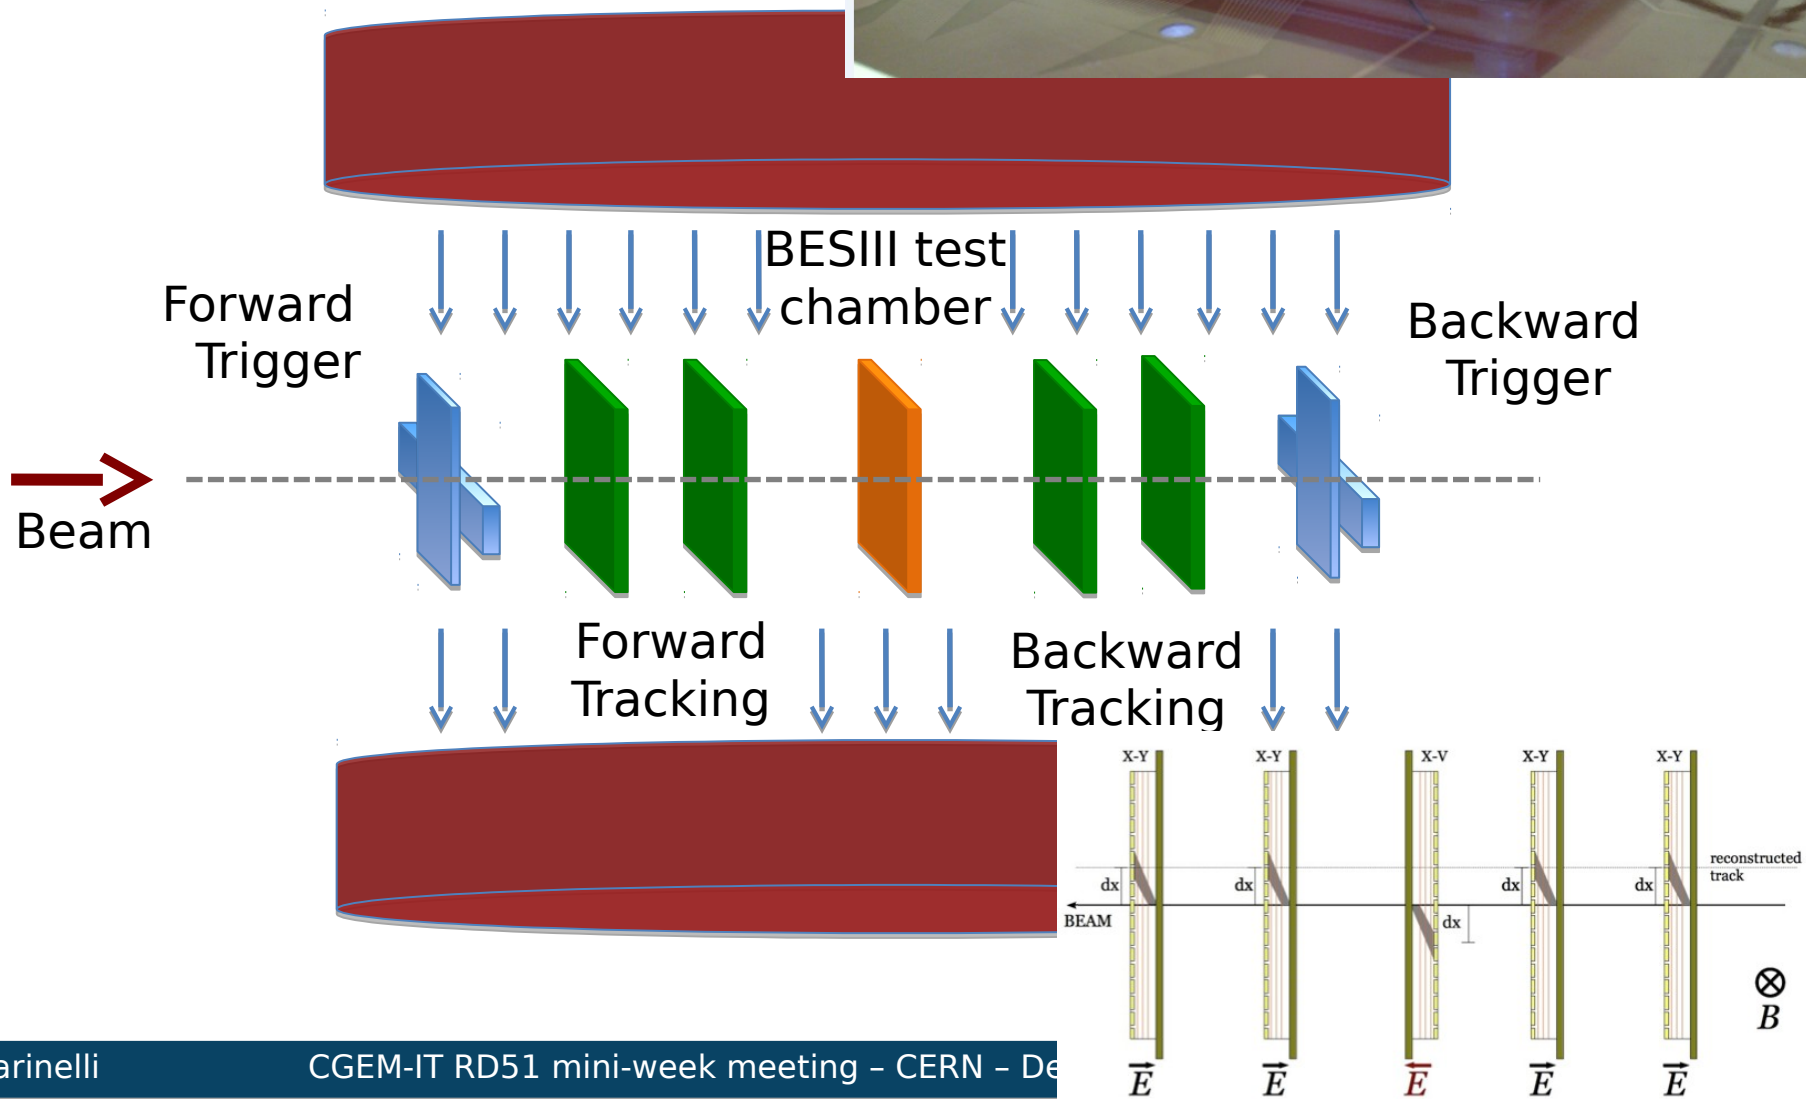 BESIII test
chamber
Forward
Trigger
Backward
Trigger
Beam
Forward
Tracking
Backward
Tracking
X-Y
X-Y
X-V
X-Y
X-Y
reconstructed
track
dx
dx
dx
dx
BEAM
dx
B
E
E
E
E
E
arinelli
CGEM-IT RD51 mini-week meeting – CERN – De